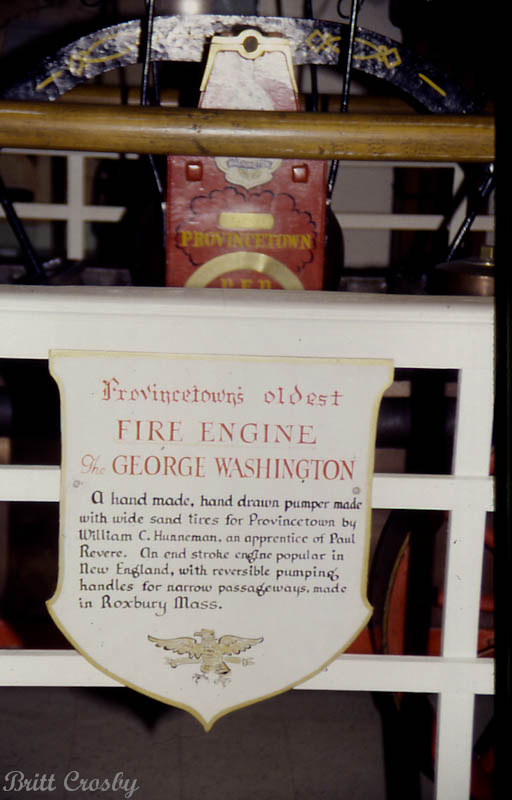 WASHINGTON
PROVINCETOWN
P.F.D.
Provincetown's oldest
FIRE ENGINE
The GEORGE WASHINGTON
A hand made, hand drawn pumper made
with wide sand tires for Provincetown by
William C. Hunneman, an apprentice of Paul
Revere. An end stroke engine popular in
New England, with reversible pumping
handles for narrow passageways, made
in Roxbury Mass.
Britt Crosby